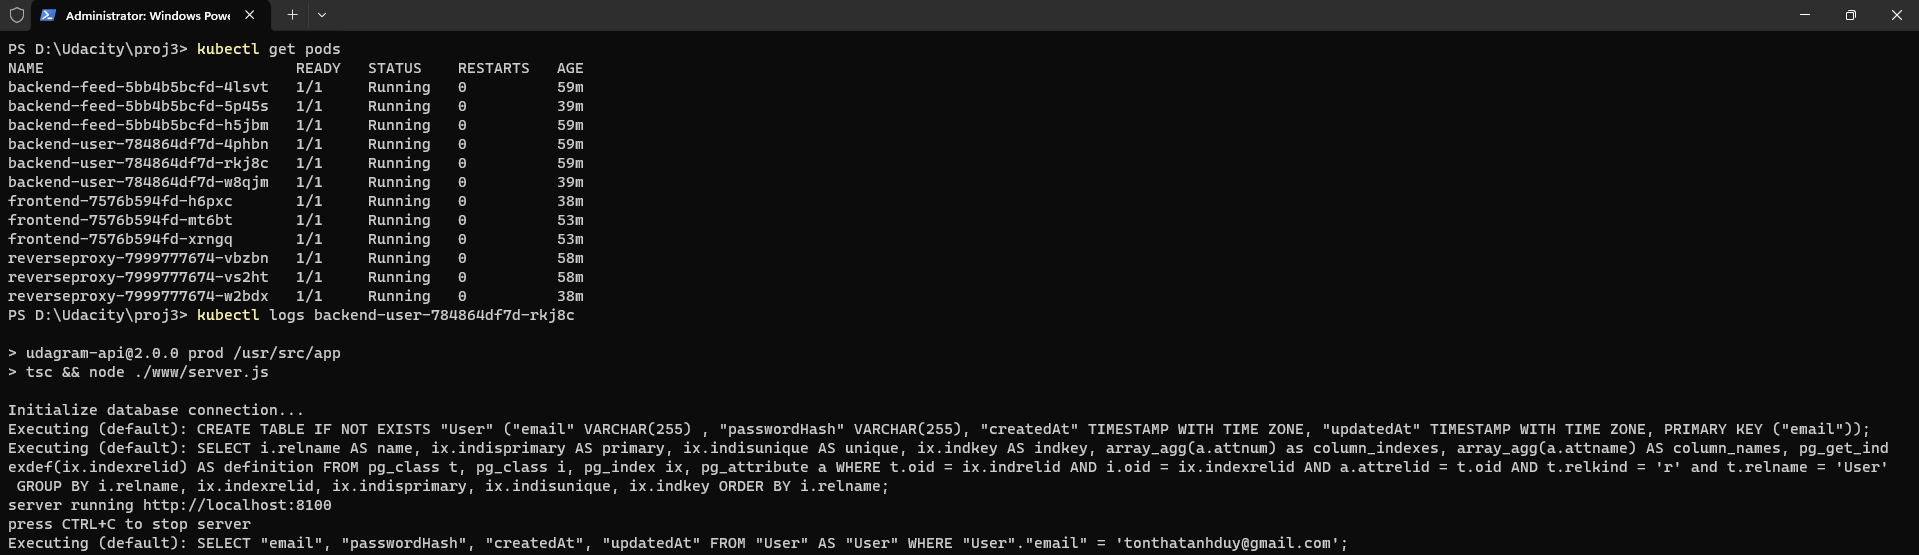 Administrator: Windows Powe
PS D:\Udacity\proj3> kubectl get pods
NAME                            READY   STATUS    RESTARTS   AGE
backend-feed-5bb4b5bcfd-4lsvt   1/1     Running   0          59m
backend-feed-5bb4b5bcfd-5p45s   1/1     Running   0          39m
backend-feed-5bb4b5bcfd-h5jbm   1/1     Running   0          59m
backend-user-784864df7d-4phbn   1/1     Running   0          59m
backend-user-784864df7d-rkj8c   1/1     Running   0          59m
backend-user-784864df7d-w8qjm   1/1     Running   0          39m
frontend-7576b594fd-h6pxc       1/1     Running   0          38m
frontend-7576b594fd-mt6bt       1/1     Running   0          53m
frontend-7576b594fd-xrngq       1/1     Running   0          53m
reverseproxy-7999777674-vbzbn   1/1     Running   0          58m
reverseproxy-7999777674-vs2ht   1/1     Running   0          58m
reverseproxy-7999777674-w2bdx   1/1     Running   0          38m
PS D:\Udacity\proj3> kubectl logs backend-user-784864df7d-rkj8c
> udagram-api@2.0.0 prod /usr/src/app
> tsc && node ./www/server.js
Initialize database connection...
Executing (default): CREATE TABLE IF NOT EXISTS "User" ("email" VARCHAR(255) , "passwordHash" VARCHAR(255), "createdAt" TIMESTAMP WITH TIME ZONE, "updatedAt" TIMESTAMP WITH TIME ZONE, PRIMARY KEY ("email"));
Executing (default): SELECT i.relname AS name, ix.indisprimary AS primary, ix.indisunique AS unique, ix.indkey AS indkey, array_agg(a.attnum) as column_indexes, array_agg(a.attname) AS column_names, pg_get_ind
exdef(ix.indexrelid) AS definition FROM pg_class t, pg_class i, pg_index ix, pg_attribute a WHERE t.oid = ix.indrelid AND i.oid = ix.indexrelid AND a.attrelid = t.oid AND t.relkind = 'r' and t.relname = 'User'
 GROUP BY i.relname, ix.indexrelid, ix.indisprimary, ix.indisunique, ix.indkey ORDER BY i.relname;
server running http://localhost:8100
press CTRL+C to stop server
Executing (default): SELECT "email", "passwordHash", "createdAt", "updatedAt" FROM "User" AS "User" WHERE "User"."email" = 'tonthatanhduy@gmail.com';